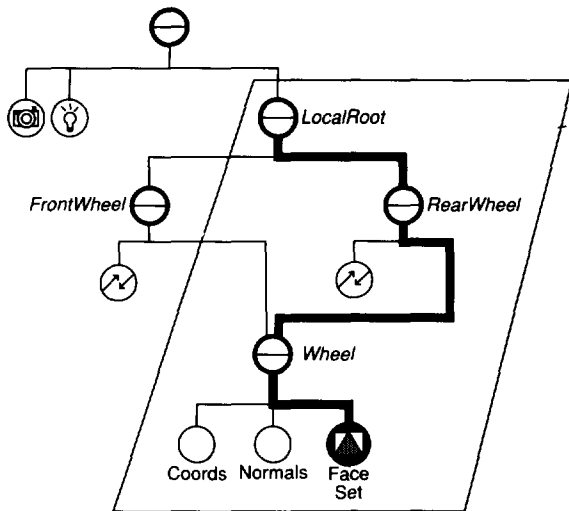 LocalRoot
FrontWheel
RearWheel
Wheel
Coords
Normals
Face
Set